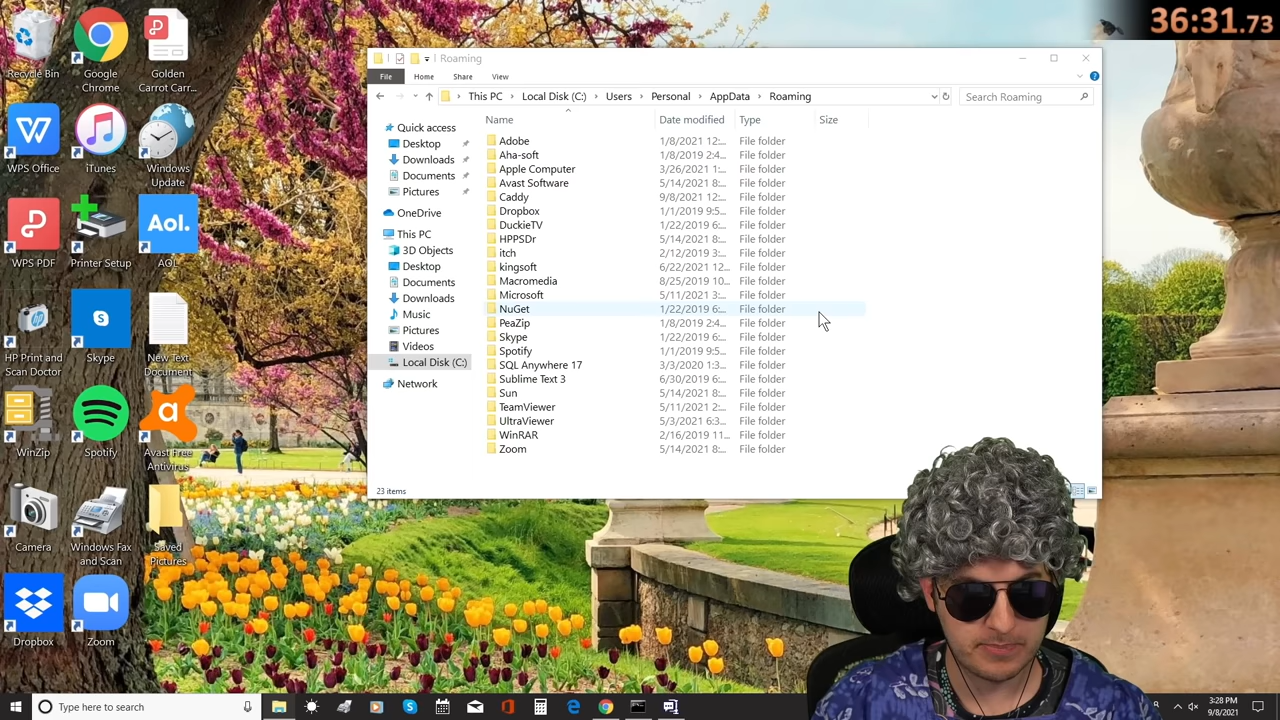 36:31.73
Recycle Bin
Google Chrome
Golden Carrot Carr...
WPS Office
iTunes
Windows Update
WPS PDF
Printer Setup
Aol.
AOL
HP Print and Scan Doctor
Skype
New Text Document
WinZip
Spotify
Avast Free Antivirus
Camera
Windows Fax and Scan
Saved Pictures
Dropbox
Zoom
Roaming
File Home Share View
This PC > Local Disk (C:) > Users > Personal > AppData > Roaming
Search Roaming
Name Date modified Type Size
Quick access
Desktop
Downloads
Documents
Pictures
OneDrive
This PC
3D Objects
Desktop
Documents
Downloads
Music
Pictures
Videos
Local Disk (C:)
Network
Adobe 1/8/2021 12:... File folder
Aha-soft 1/8/2019 2:4... File folder
Apple Computer 3/26/2021 1:... File folder
Avast Software 5/14/2021 8:... File folder
Caddy 9/8/2021 12:... File folder
Dropbox 1/1/2019 9:5... File folder
DuckieTV 1/22/2019 6:... File folder
HPPSDr 5/14/2021 8:... File folder
itch 2/12/2019 3:... File folder
kingsoft 6/22/2021 12... File folder
Macromedia 8/25/2019 10... File folder
Microsoft 5/11/2021 3:... File folder
NuGet 1/22/2019 6:... File folder
PeaZip 1/8/2019 2:4... File folder
Skype 1/22/2019 6:... File folder
Spotify 1/1/2019 9:5... File folder
SQL Anywhere 17 3/3/2020 1:3... File folder
Sublime Text 3 6/30/2019 6:... File folder
Sun 5/14/2021 8:... File folder
TeamViewer 5/11/2021 2:... File folder
UltraViewer 5/3/2021 6:3... File folder
WinRAR 2/16/2019 11... File folder
Zoom 5/14/2021 8:... File folder
23 items
Type here to search
3:28 PM
9/8/2021